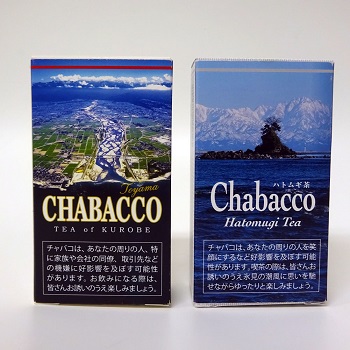 Toyama
CHABACCO
TEA of KUROBE
チャバコは、あなたの周りの人、特
に家族や会社の同僚、取引先など
の機嫌に好影響を及ぼす可能性
があります。お飲みになる際は、皆
さんお誘いのうえ楽しみましょう。
ハトムギ茶
Chabacco
Hatomugi Tea
チャバコは、あなたの周りの人を笑
顔にするなど好影響を及ぼす可能
性があります。喫茶の際は、皆さんお
誘いのうえ氷見の潮風に思いを馳
せながらゆったりと楽しみましょう。